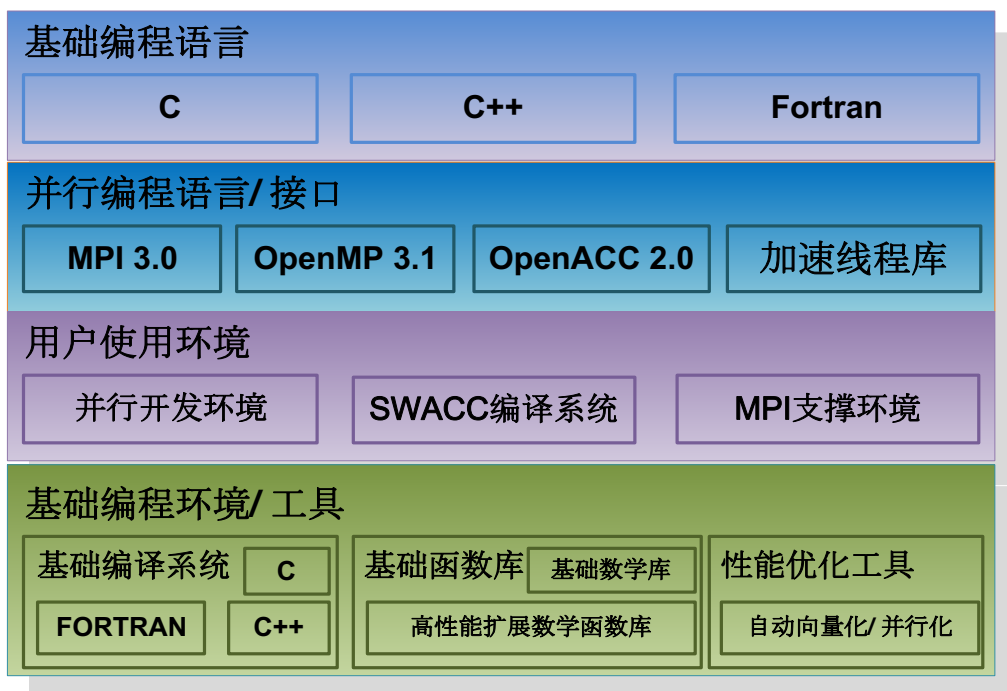 基础编程语言
C
C++
Fortran
并行编程语言/ 接口
MPI 3.0
OpenMP 3.1
OpenACC 2.0
加速线程库
用户使用环境
并行开发环境
SWACC编译系统
MPI支撑环境
基础编程环境/ 工具
基础编译系统
C
FORTRAN
C++
基础函数库
基础数学库
高性能扩展数学函数库
性能优化工具
自动向量化/ 并行化